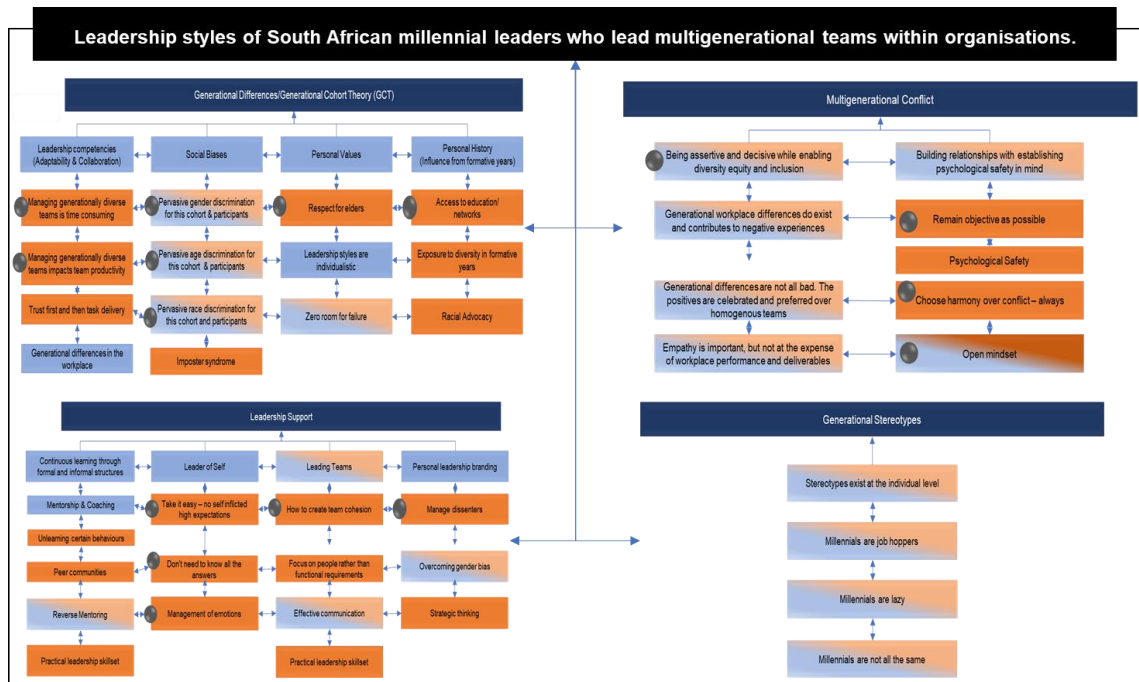 Leadership styles of South African millennial leaders who lead multigenerational teams within organisations.
Generational Differences/Generational Cohort Theory (GCT)
Leadership competencies
(Adaptability & Collaboration)
Social Biases
Personal Values
Personal History
(Influence from formative years)
Managing generationally diverse
teams is time consuming
Pervasive gender discrimination
for this cohort & participants
Respect for elders
Access to education/
networks
Managing generationally diverse
teams impacts team productivity
Pervasive age discrimination for
this cohort & participants
Leadership styles are
individualistic
Exposure to diversity in formative
years
Trust first and then task delivery
Pervasive race discrimination for
this cohort and participants
Zero room for failure
Racial Advocacy
Generational differences in the
workplace
Imposter syndrome
Multigenerational Conflict
Being assertive and decisive while enabling
diversity equity and inclusion
Building relationships with establishing
psychological safety in mind
Generational workplace differences do exist
and contributes to negative experiences
Remain objective as possible
Psychological Safety
Generational differences are not all bad. The
positives are celebrated and preferred over
homogenous teams
Choose harmony over conflict – always
Empathy is important, but not at the expense
of workplace performance and deliverables
Open mindset
Leadership Support
Continuous learning through
formal and informal structures
Leader of Self
Leading Teams
Personal leadership branding
Mentorship & Coaching
Take it easy – no self inflicted
high expectations
How to create team cohesion
Manage dissenters
Unlearning certain behaviours
Peer communities
Don't need to know all the
answers
Focus on people rather than
functional requirements
Overcoming gender bias
Reverse Mentoring
Management of emotions
Effective communication
Strategic thinking
Practical leadership skillset
Practical leadership skillset
Generational Stereotypes
Stereotypes exist at the individual level
Millennials are job hoppers
Millennials are lazy
Millennials are not all the same